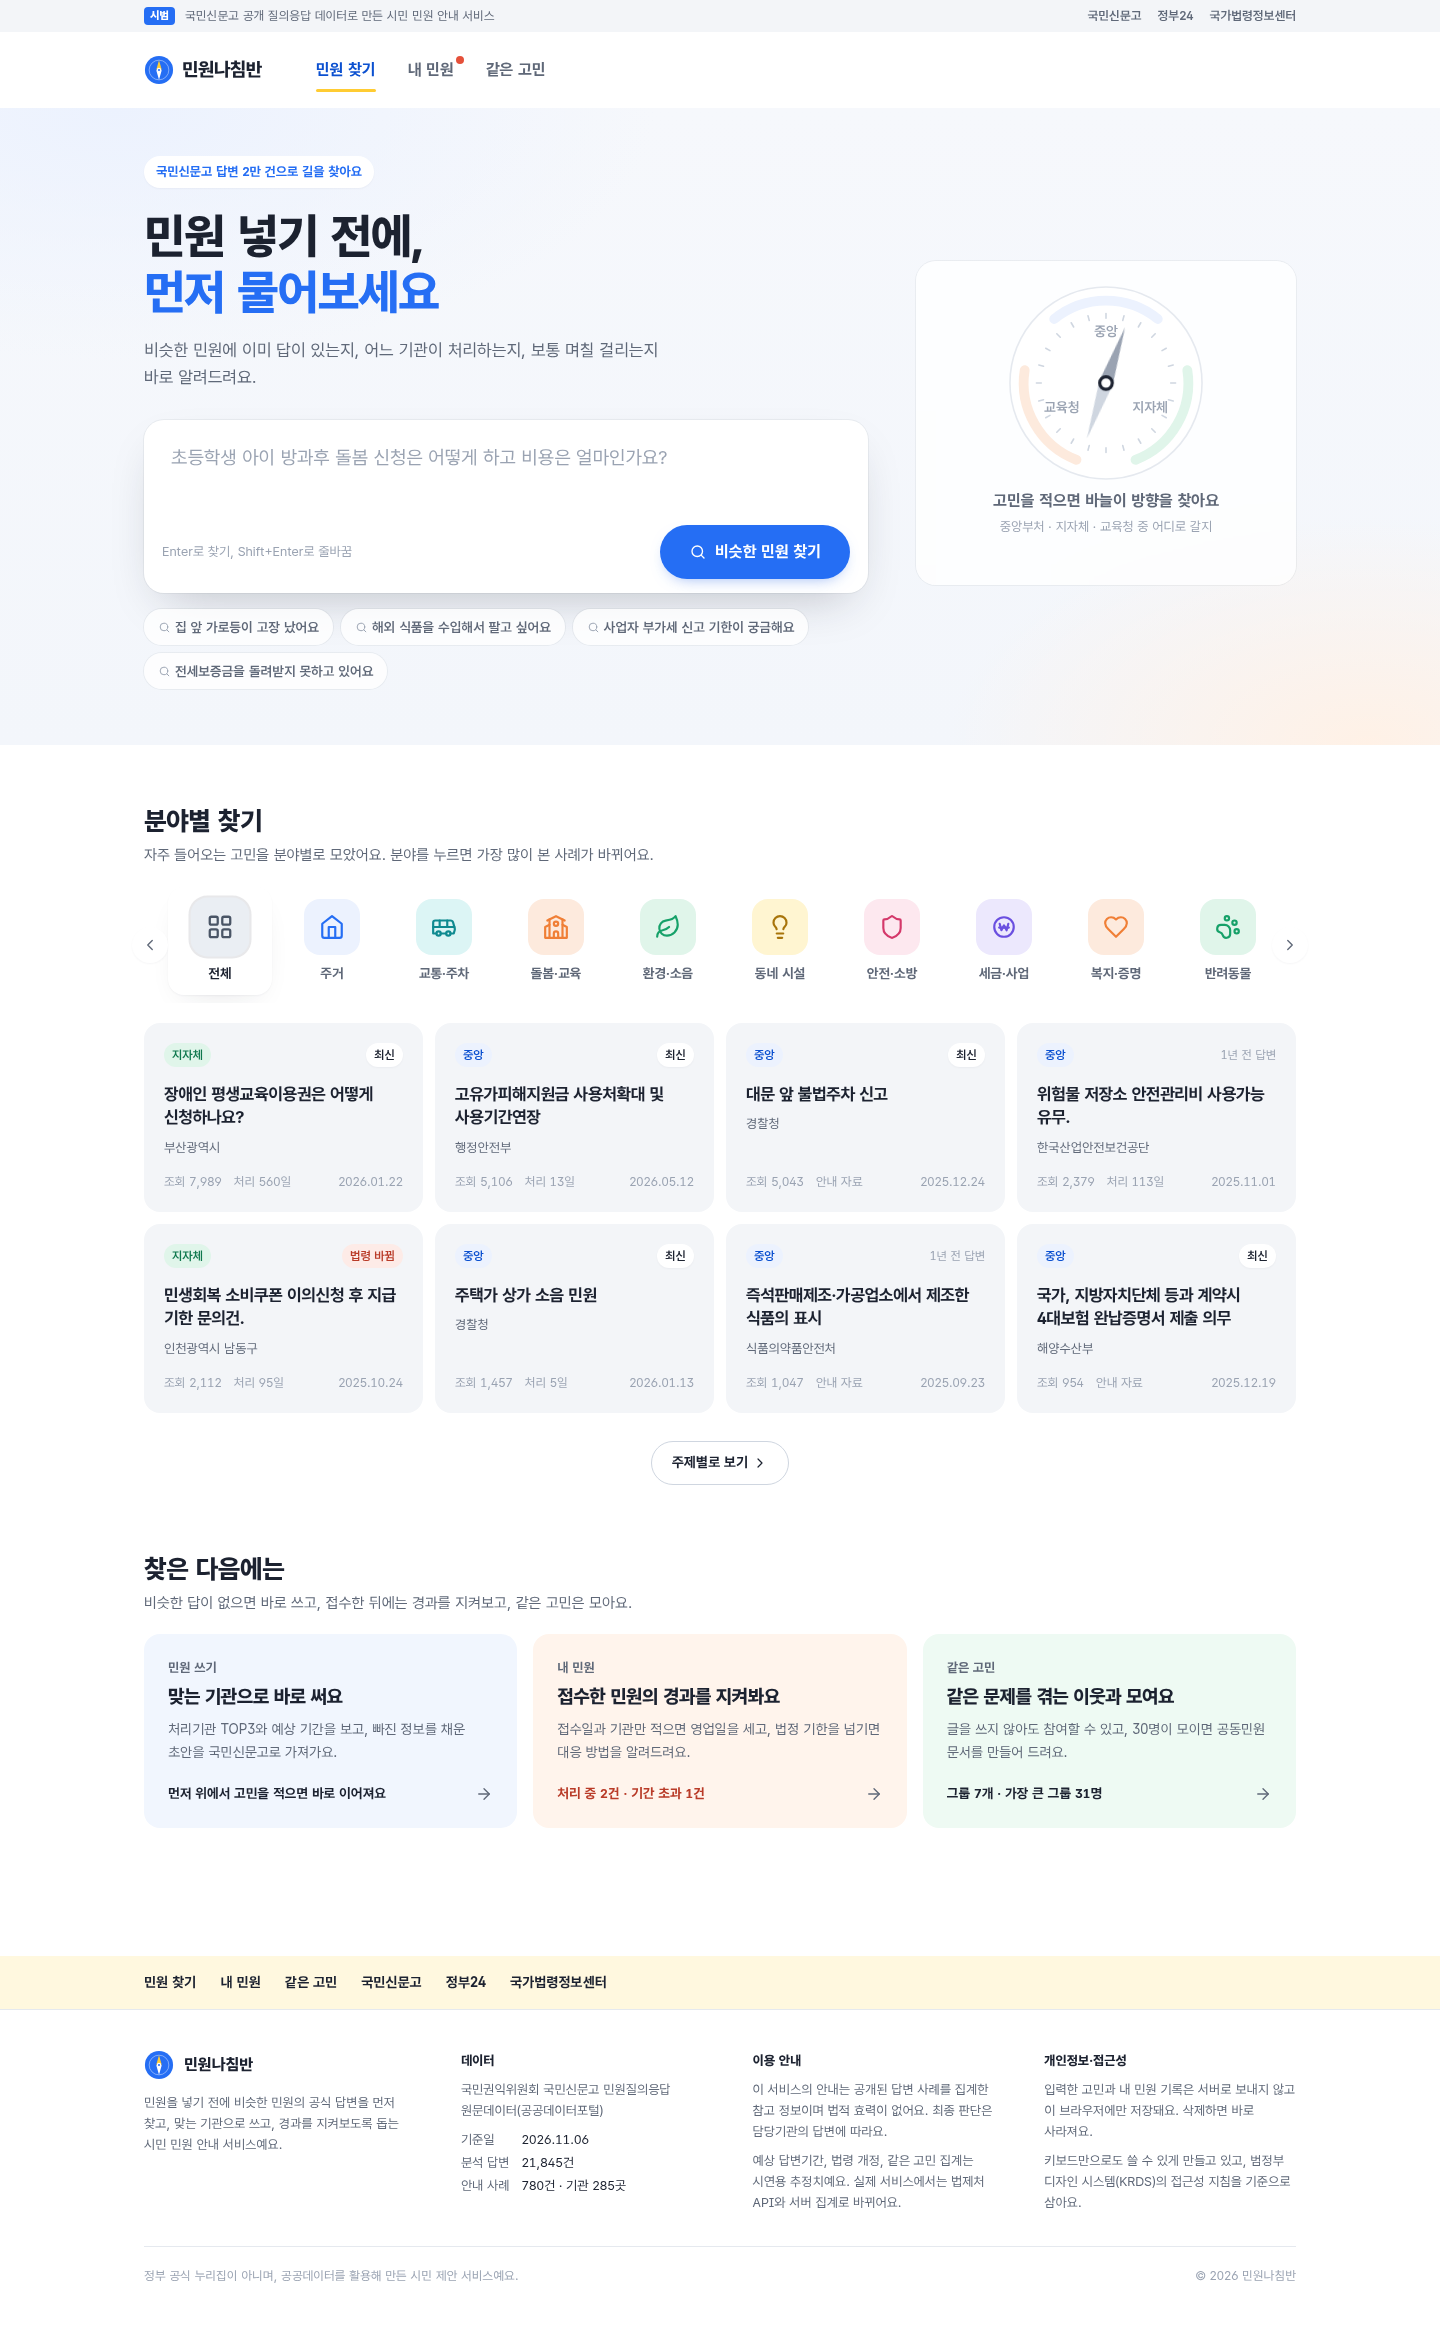 시범 국민신문고 공개 질의응답 데이터로 만든 시민 민원 안내 서비스 국민신문고 정부24 국가법령정보센터
민원나침반 민원 찾기 내 민원 같은 고민
국민신문고 답변 2만 건으로 길을 찾아요
민원 넣기 전에,
먼저 물어보세요
비슷한 민원에 이미 답이 있는지, 어느 기관이 처리하는지, 보통 며칠 걸리는지
바로 알려드려요.
초등학생 아이 방과후 돌봄 신청은 어떻게 하고 비용은 얼마인가요?
Enter로 찾기, Shift+Enter로 줄바꿈 비슷한 민원 찾기
집 앞 가로등이 고장 났어요 해외 식품을 수입해서 팔고 싶어요 사업자 부가세 신고 기한이 궁금해요
전세보증금을 돌려받지 못하고 있어요
중앙
교육청 지자체
고민을 적으면 바늘이 방향을 찾아요
중앙부처 · 지자체 · 교육청 중 어디로 갈지
분야별 찾기
자주 들어오는 고민을 분야별로 모았어요. 분야를 누르면 가장 많이 본 사례가 바뀌어요.
전체 주거 교통·주차 돌봄·교육 환경·소음 동네 시설 안전·소방 세금·사업 복지·증명 반려동물
지자체 최신
장애인 평생교육이용권은 어떻게
신청하나요?
부산광역시
조회 7,989 처리 560일 2026.01.22
중앙 최신
고유가피해지원금 사용처확대 및
사용기간연장
행정안전부
조회 5,106 처리 13일 2026.05.12
중앙 최신
대문 앞 불법주차 신고
경찰청
조회 5,043 안내 자료 2025.12.24
중앙 1년 전 답변
위험물 저장소 안전관리비 사용가능
유무.
한국산업안전보건공단
조회 2,379 처리 113일 2025.11.01
지자체 법령 바뀜
민생회복 소비쿠폰 이의신청 후 지급
기한 문의건.
인천광역시 남동구
조회 2,112 처리 95일 2025.10.24
중앙 최신
주택가 상가 소음 민원
경찰청
조회 1,457 처리 5일 2026.01.13
중앙 1년 전 답변
즉석판매제조·가공업소에서 제조한
식품의 표시
식품의약품안전처
조회 1,047 안내 자료 2025.09.23
중앙 최신
국가, 지방자치단체 등과 계약시
4대보험 완납증명서 제출 의무
해양수산부
조회 954 안내 자료 2025.12.19
주제별로 보기
찾은 다음에는
비슷한 답이 없으면 바로 쓰고, 접수한 뒤에는 경과를 지켜보고, 같은 고민은 모아요.
민원 쓰기
맞는 기관으로 바로 써요
처리기관 TOP3와 예상 기간을 보고, 빠진 정보를 채운
초안을 국민신문고로 가져가요.
먼저 위에서 고민을 적으면 바로 이어져요
내 민원
접수한 민원의 경과를 지켜봐요
접수일과 기관만 적으면 영업일을 세고, 법정 기한을 넘기면
대응 방법을 알려드려요.
처리 중 2건 · 기간 초과 1건
같은 고민
같은 문제를 겪는 이웃과 모여요
글을 쓰지 않아도 참여할 수 있고, 30명이 모이면 공동민원
문서를 만들어 드려요.
그룹 7개 · 가장 큰 그룹 31명
민원 찾기 내 민원 같은 고민 국민신문고 정부24 국가법령정보센터
민원나침반
민원을 넣기 전에 비슷한 민원의 공식 답변을 먼저
찾고, 맞는 기관으로 쓰고, 경과를 지켜보도록 돕는
시민 민원 안내 서비스예요.
데이터
국민권익위원회 국민신문고 민원질의응답
원문데이터(공공데이터포털)
기준일 2026.11.06
분석 답변 21,845건
안내 사례 780건 · 기관 285곳
이용 안내
이 서비스의 안내는 공개된 답변 사례를 집계한
참고 정보이며 법적 효력이 없어요. 최종 판단은
담당기관의 답변에 따라요.
예상 답변기간, 법령 개정, 같은 고민 집계는
시연용 추정치예요. 실제 서비스에서는 법제처
API와 서버 집계로 바뀌어요.
개인정보·접근성
입력한 고민과 내 민원 기록은 서버로 보내지 않고
이 브라우저에만 저장돼요. 삭제하면 바로
사라져요.
키보드만으로도 쓸 수 있게 만들고 있고, 범정부
디자인 시스템(KRDS)의 접근성 지침을 기준으로
삼아요.
정부 공식 누리집이 아니며, 공공데이터를 활용해 만든 시민 제안 서비스예요. © 2026 민원나침반